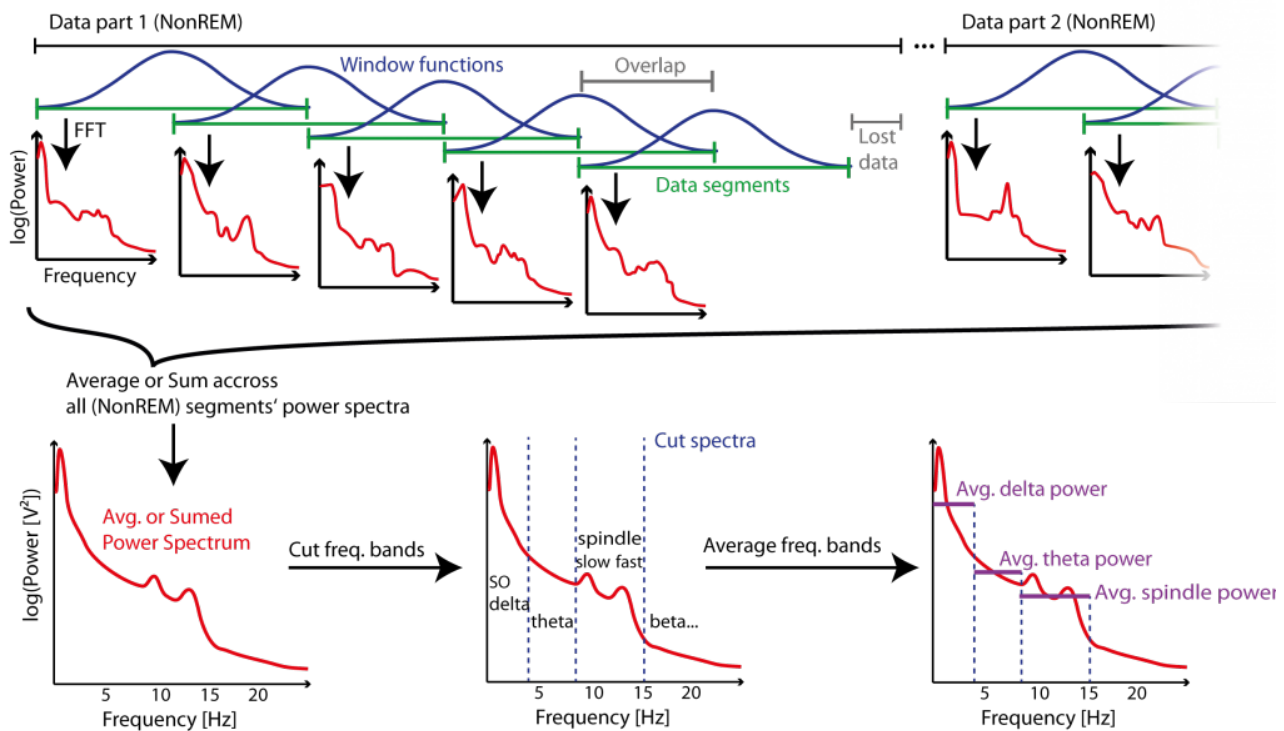 Data part 1 (NonREM)
...
Data part 2 (NonREM)
Window functions
Overlap
FFT
Lost
data
Data segments
log(Power)
Frequency
Average or Sum accross
all (NonREM) segments' power spectra
log(Power [V²])
Avg. or Sumed
Power Spectrum
5 10 15 20
Frequency [Hz]
Cut freq. bands
Cut spectra
spindle
slow fast
SO
delta
theta
beta...
5 10 15 20
Frequency [Hz]
Average freq. bands
Avg. delta power
Avg. theta power
Avg. spindle power
5 10 15 20
Frequency [Hz]